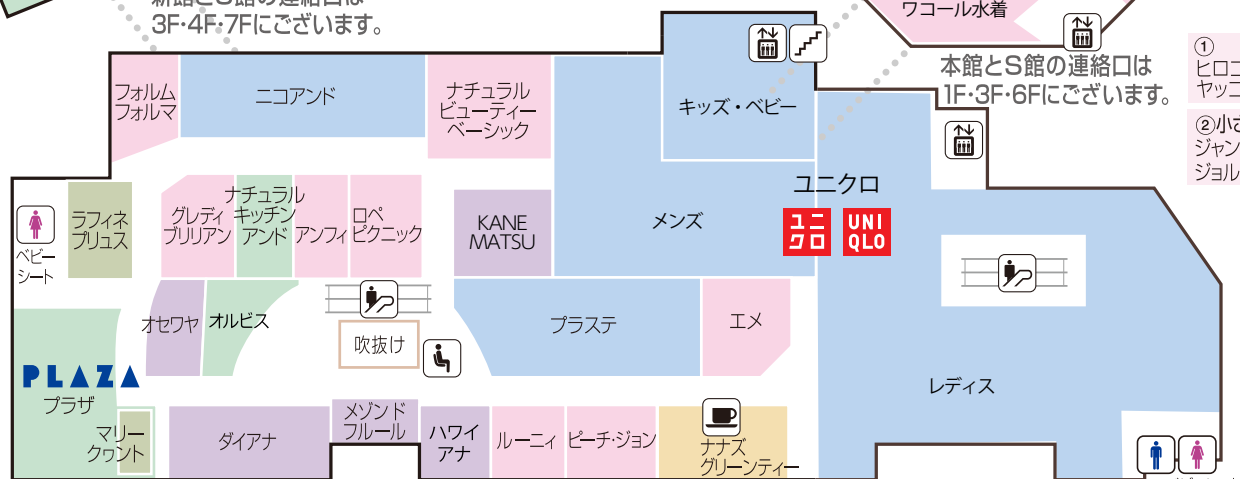 新館とS館の連絡口は
3F・4F・7Fにございます。
ワコール水着
本館とS館の連絡口は
1F・3F・6Fにございます。
①
ヒロコ
ヤッコ
②小さ
ジャン
ジョル
フォルム
フォルマ
ニコアンド
ナチュラル
ビューティー
ベーシック
キッズ・ベビー
ユニクロ
ユニ
クロ
UNI
QLO
メンズ
ベビー
シート
ラフィネ
プリュス
グレディ
ブリリアン
ナチュラル
キッチン
アンド
アンフィ
ロペ
ピクニック
KANE
MATSU
オセワヤ
オルビス
吹抜け
プラステ
エメ
レディス
PLAZA
プラザ
マリー
クヮント
ダイアナ
メゾンド
フルール
ハワイ
アナ
ルーニィ
ピーチ・ジョン
ナナズ
グリーンティー